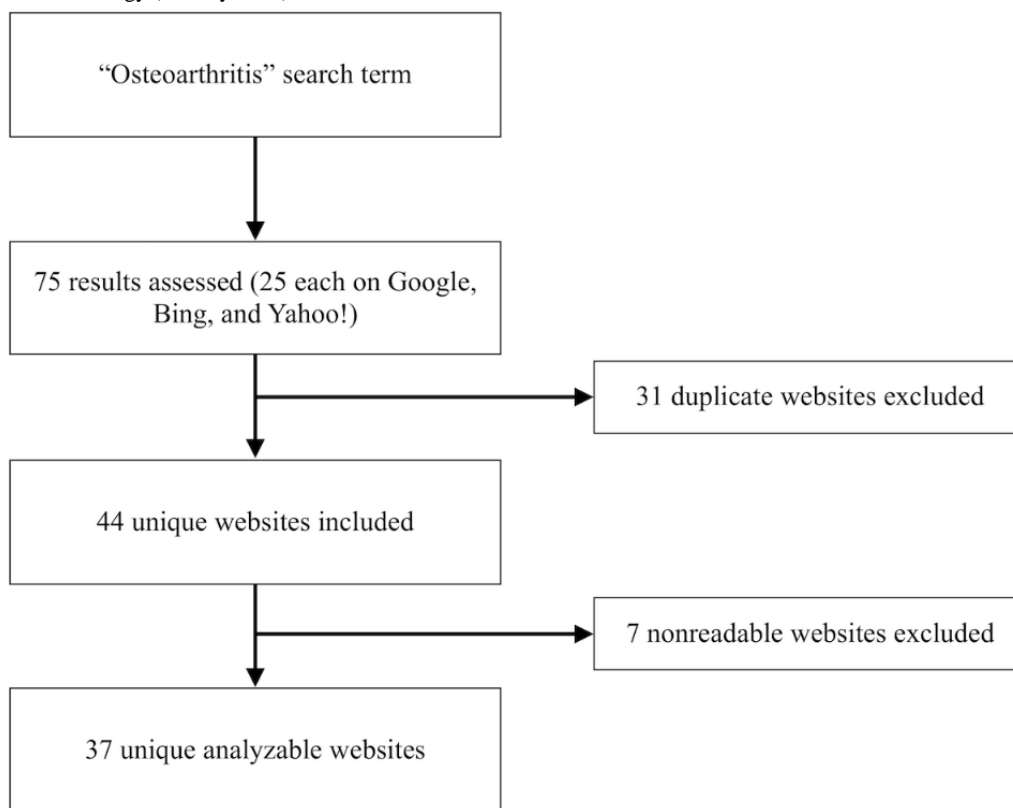 “Osteoarthritis” search term
75 results assessed (25 each on Google,
Bing, and Yahoo!)
31 duplicate websites excluded
44 unique websites included
7 nonreadable websites excluded
37 unique analyzable websites